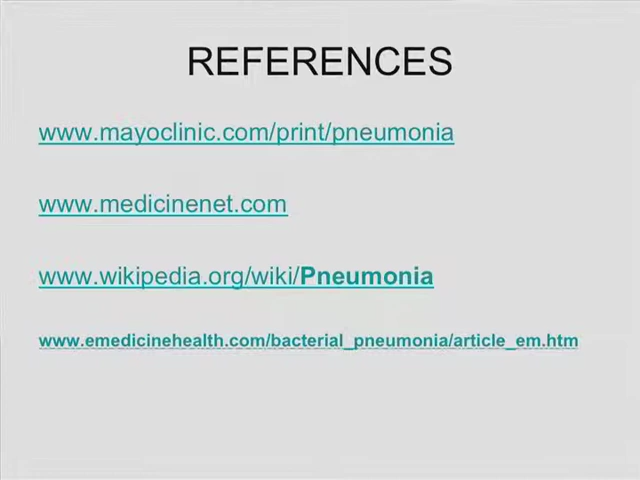 REFERENCES
www.mayoclinic.com/print/pneumonia
www.medicinenet.com
www.wikipedia.org/wiki/Pneumonia
www.emedicinehealth.com/bacterial_pneumonia/article_em.htm